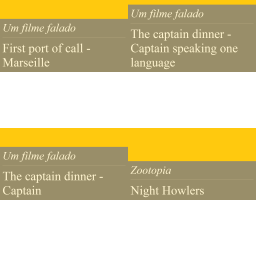 Um filme falado
First port of call -
Marseille
Um filme falado
The captain dinner -
Captain speaking one
language
Um filme falado
The captain dinner -
Captain
Zootopia
Night Howlers